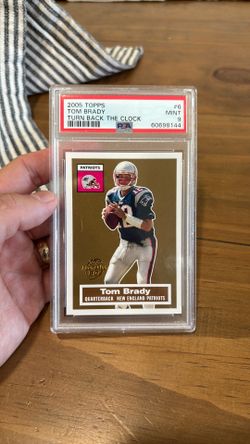 2005 TOPPS #6
TOM BRADY MINT
TURN BACK THE CLOCK 9
PSA 60698144
PATRIOTS
Tom Brady
QUARTERBACK NEW ENGLAND PATRIOTS